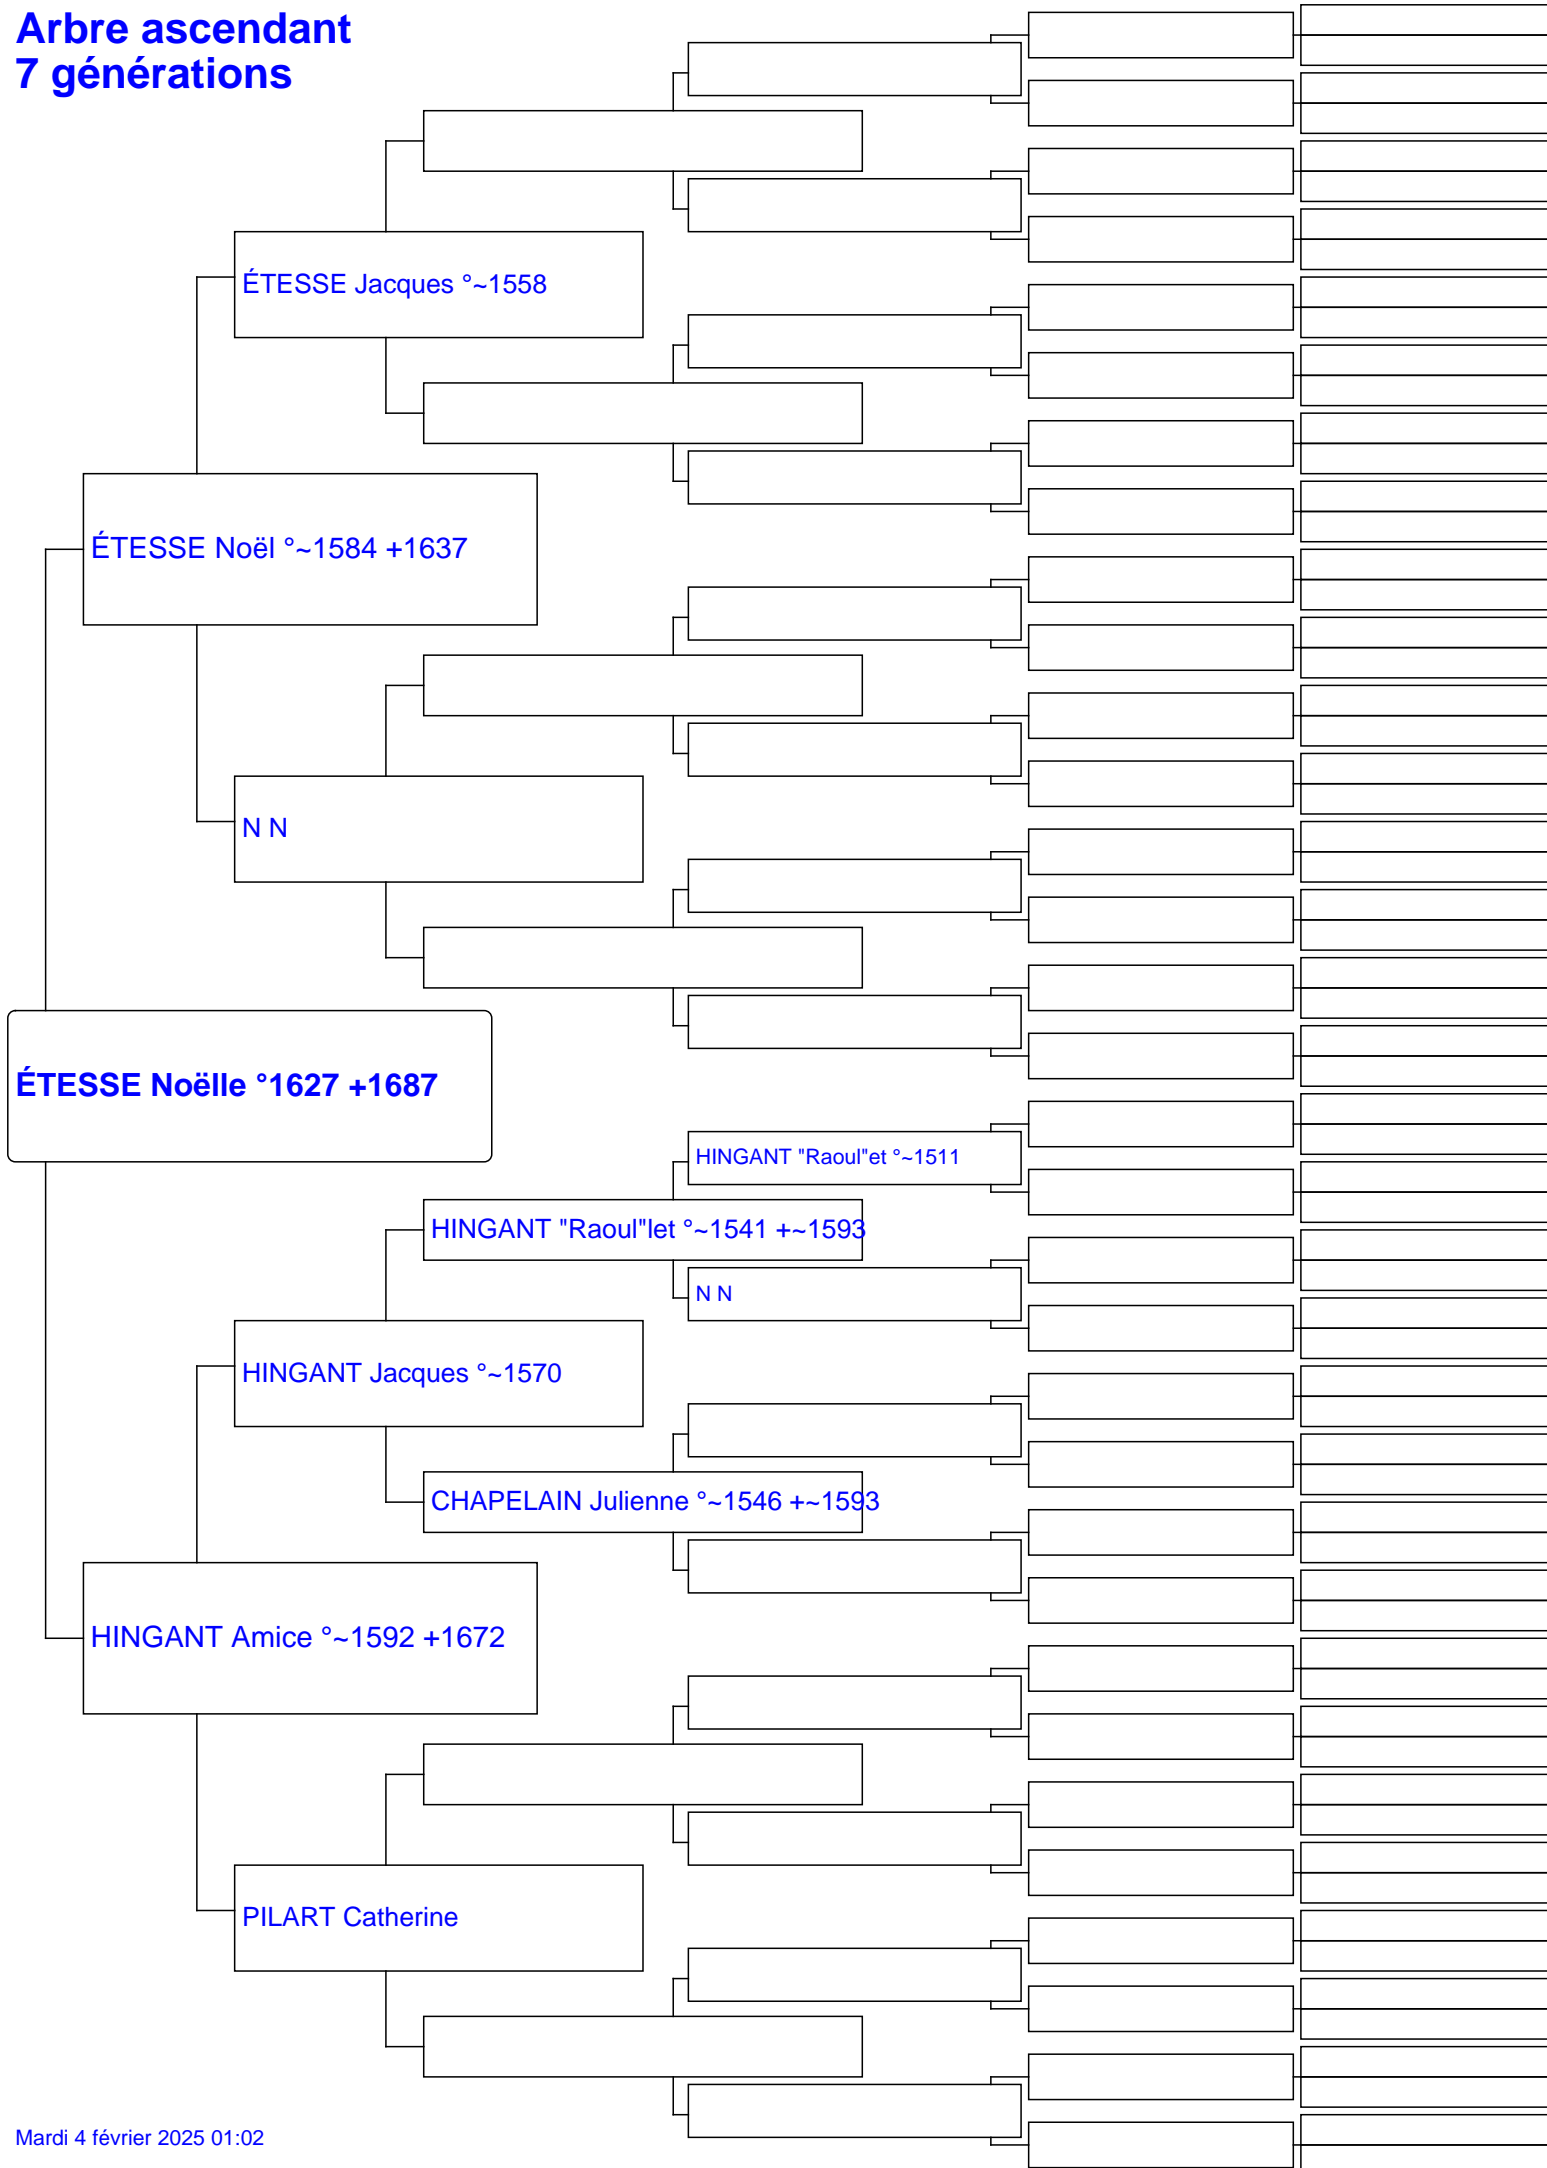 Arbre ascendant
7 générations
ÉTESSE Jacques °~1558
ÉTESSE Noël °~1584 +1637
N N
ÉTESSE Noëlle °1627 +1687
HINGANT "Raoul"et °~1511
HINGANT "Raoul"let °~1541 +~1593
N N
HINGANT Jacques °~1570
CHAPELAIN Julienne °~1546 +~1593
HINGANT Amice °~1592 +1672
PILART Catherine
Mardi 4 février 2025 01:02